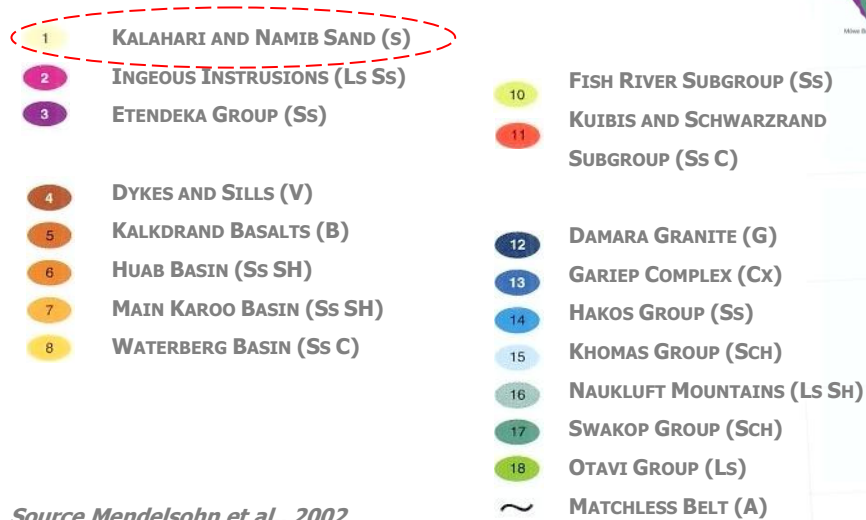 1 KALAHARI AND NAMIB SAND (S)
2 INGEOUS INSTRUSIONS (LS SS)
3 ETENDEKA GROUP (SS)
4 DYKES AND SILLS (V)
5 KALKDRAND BASALTS (B)
6 HUAB BASIN (SS SH)
7 MAIN KAROO BASIN (SS SH)
8 WATERBERG BASIN (SS C)
10 FISH RIVER SUBGROUP (SS)
11 KUIBIS AND SCHWARZRAND
SUBGROUP (SS C)
12 DAMARA GRANITE (G)
13 GARIEP COMPLEX (CX)
14 HAKOS GROUP (SS)
15 KHOMAS GROUP (SCH)
16 NAUKLUFT MOUNTAINS (LS SH)
17 SWAKOP GROUP (SCH)
18 OTAVI GROUP (LS)
MATCHLESS BELT (A)
Source Mendelsohn et al 2002